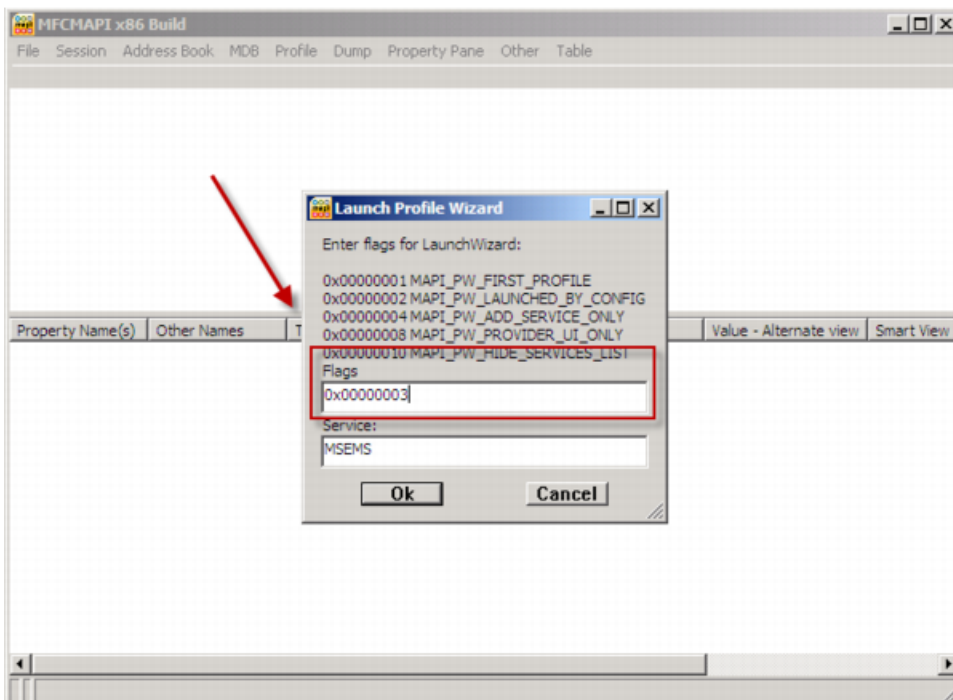 MFCMAPI x86 Build
File Session Address Book MDB Profile Dump Property Pane Other Table
Launch Profile Wizard
Enter flags for LaunchWizard:
0x00000001 MAPI_PW_FIRST_PROFILE
0x00000002 MAPI_PW_LAUNCHED_BY_CONFIG
0x00000004 MAPI_PW_ADD_SERVICE_ONLY
0x00000008 MAPI_PW_PROVIDER_UI_ONLY
0x00000010 MAPI_PW_HIDE_SERVICES_LIST
Flags
0x00000003
Service:
MSEMS
Ok Cancel
Property Name(s) Other Names T Value - Alternate view Smart View